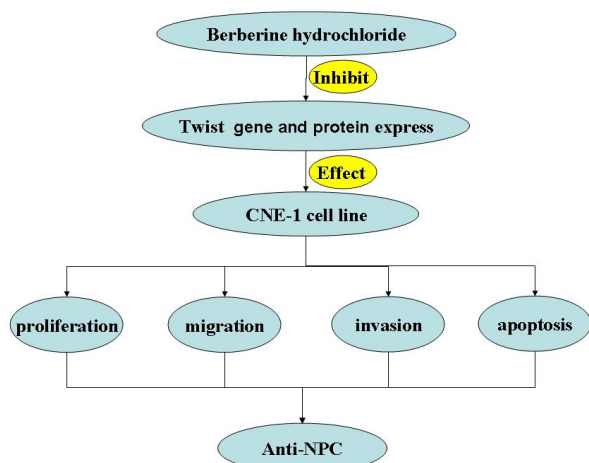 Berberine hydrochloride
Inhibit
Twist gene and protein express
Effect
CNE-1 cell line
proliferation
migration
invasion
apoptosis
Anti-NPC